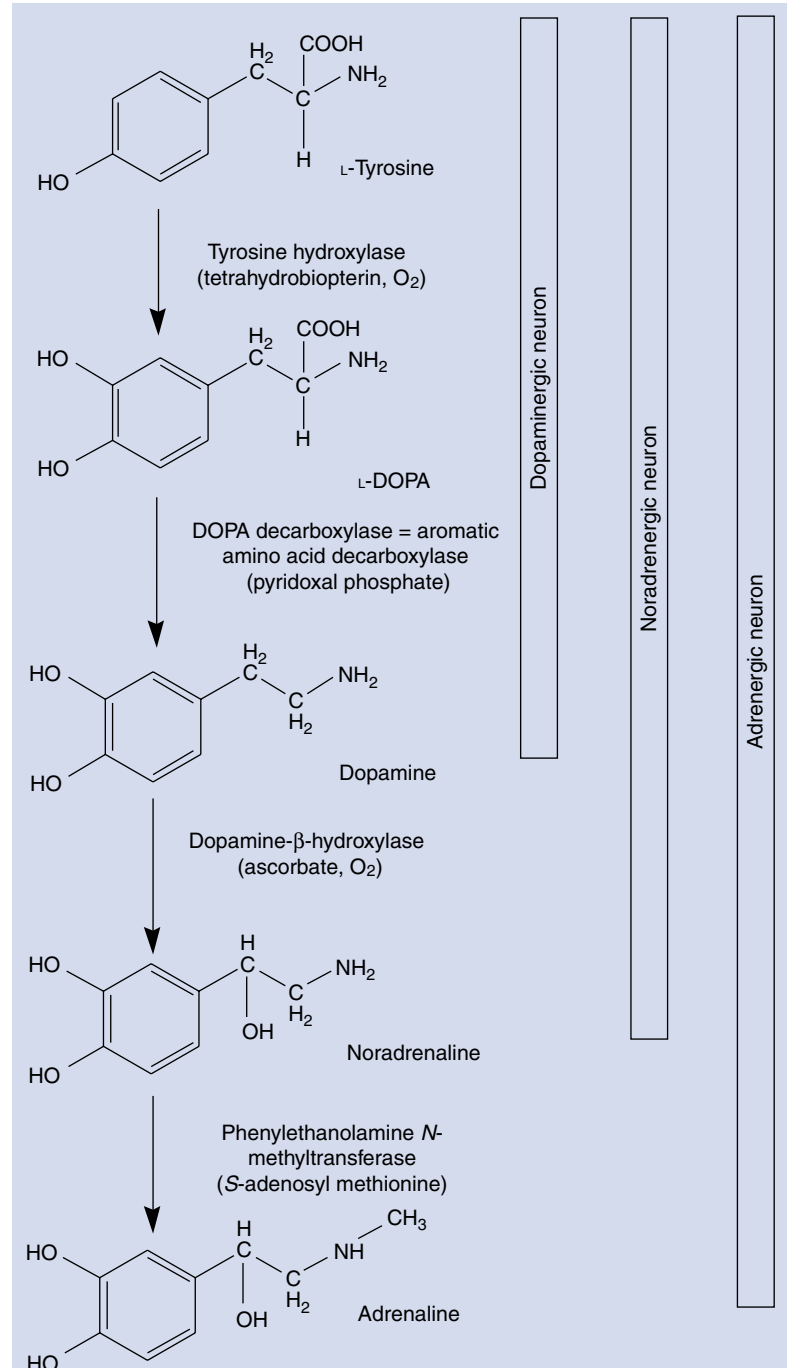 COOH
H₂
C
NH₂
C
H
HO
L-Tyrosine
Tyrosine hydroxylase
(tetrahydrobiopterin, O₂)
HO
H₂
COOH
C
NH₂
C
H
HO
L-DOPA
DOPA decarboxylase = aromatic
amino acid decarboxylase
(pyridoxal phosphate)
H₂
HO
C
NH₂
C
H₂
HO
Dopamine
Dopamine-β-hydroxylase
(ascorbate, O₂)
H
HO
C
NH₂
C
H₂
OH
HO
Noradrenaline
Phenylethanolamine N-
methyltransferase
(S-adenosyl methionine)
CH₃
H
HO
C
NH
C
H₂
OH
HO
Adrenaline
Dopaminergic neuron
Noradrenergic neuron
Adrenergic neuron